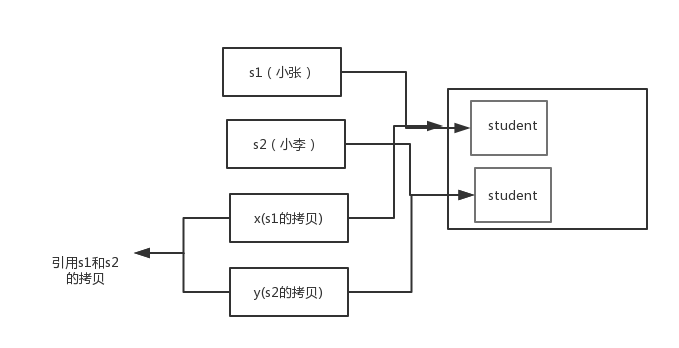 s1（小张）
student
s2（小李）
student
x(s1的拷贝)
引用s1和s2
的拷贝
y(s2的拷贝)